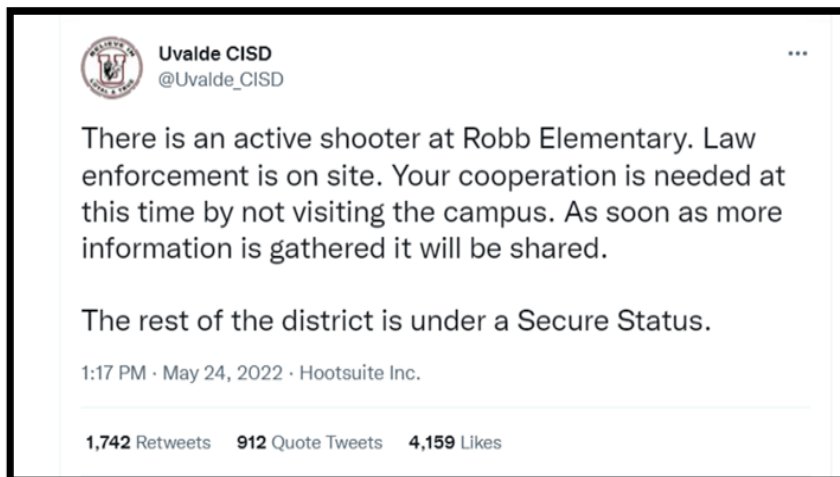 Uvalde CISD
@Uvalde_CISD
There is an active shooter at Robb Elementary. Law
enforcement is on site. Your cooperation is needed at
this time by not visiting the campus. As soon as more
information is gathered it will be shared.
The rest of the district is under a Secure Status.
1:17 PM · May 24, 2022 · Hootsuite Inc.
1,742 Retweets 912 Quote Tweets 4,159 Likes